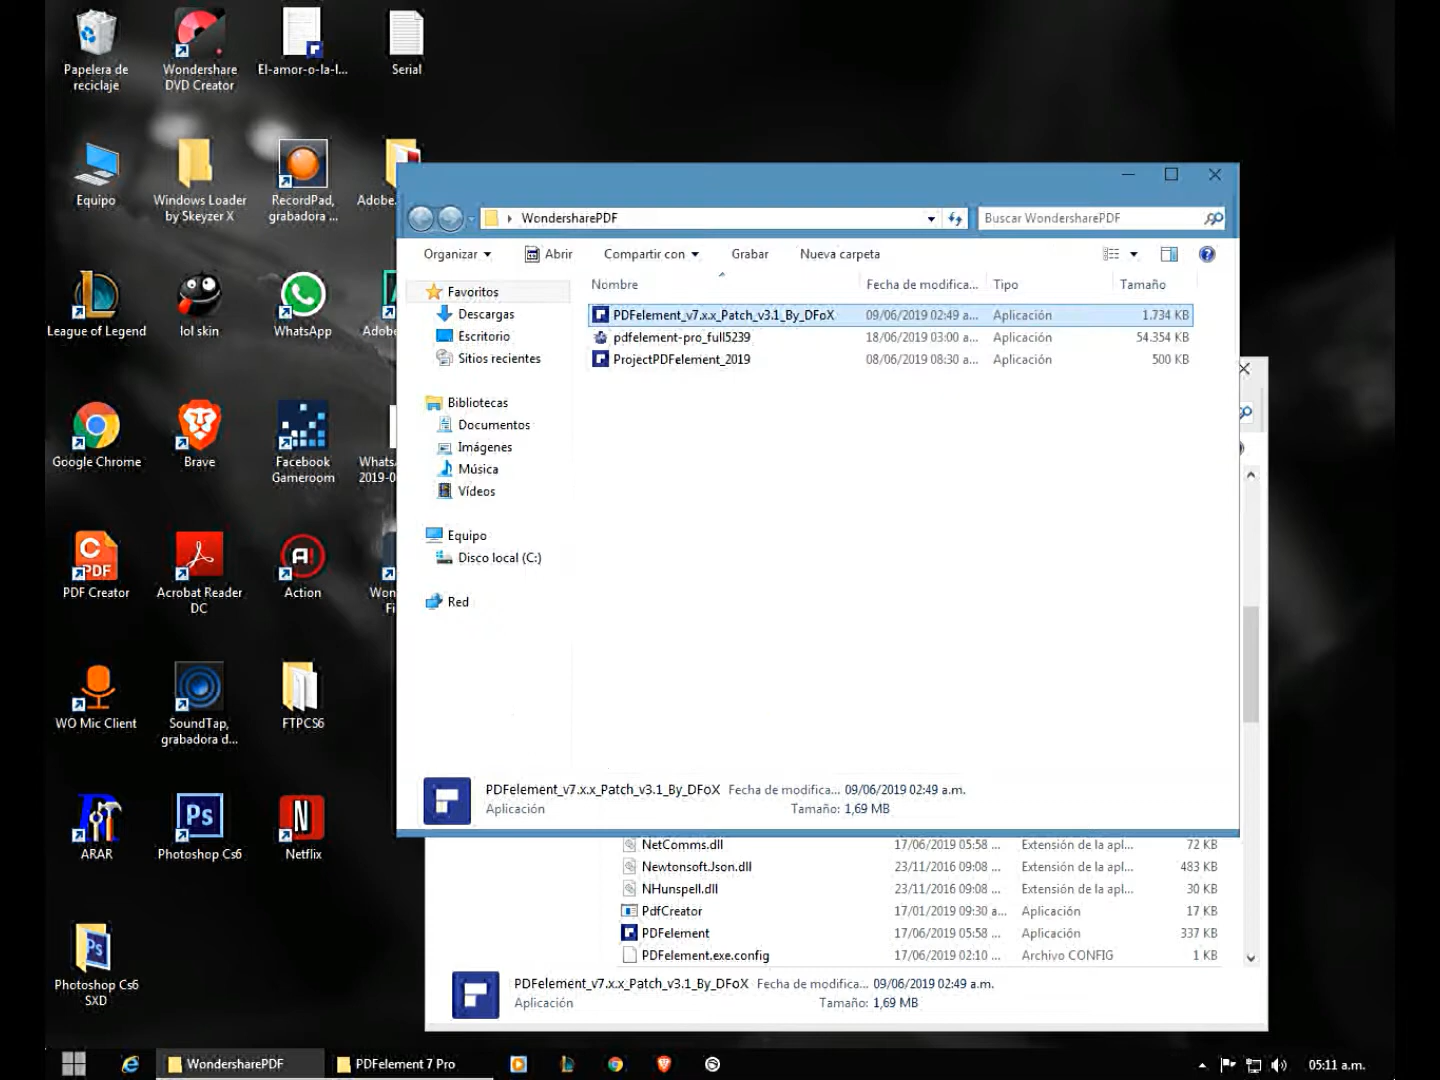 Papelera de
reciclaje
Wondershare
DVD Creator
El-amor-o-la-l...
Serial
Equipo
Windows Loader
by Skeyzer X
RecordPad,
grabadora ...
Adobe.
League of Legend
lol skin
WhatsApp
Adobe
Google Chrome
Brave
Facebook
Gameroom
Whats
2019-0
PDF Creator
Acrobat Reader
DC
Action
Won
Fi
WO Mic Client
SoundTap,
grabadora d...
FTPCS6
ARAR
Photoshop Cs6
Netflix
Photoshop Cs6
SXD
WondersharePDF
Buscar WondersharePDF
Organizar
Abrir
Compartir con
Grabar
Nueva carpeta
Favoritos
Descargas
Escritorio
Sitios recientes
Bibliotecas
Documentos
Imágenes
Música
Vídeos
Equipo
Disco local (C:)
Red
Nombre Fecha de modifica... Tipo Tamaño
PDFelement_v7.x.x_Patch_v3.1_By_DFoX 09/06/2019 02:49 a... Aplicación 1.734 KB
pdfelement-pro_full5239 18/06/2019 03:00 a... Aplicación 54.354 KB
ProjectPDFelement_2019 08/06/2019 08:30 a... Aplicación 500 KB
PDFelement_v7.x.x_Patch_v3.1_By_DFoX Fecha de modifica... 09/06/2019 02:49 a.m.
Aplicación Tamaño: 1,69 MB
NetComms.dll 17/06/2019 05:58 ... Extensión de la apl... 72 KB
Newtonsoft.Json.dll 23/11/2016 09:08 ... Extensión de la apl... 483 KB
NHunspell.dll 23/11/2016 09:08 ... Extensión de la apl... 30 KB
PdfCreator 17/01/2019 09:30 a... Aplicación 17 KB
PDFelement 17/06/2019 05:58 ... Aplicación 337 KB
PDFelement.exe.config 17/06/2019 02:10 ... Archivo CONFIG 1 KB
PDFelement_v7.x.x_Patch_v3.1_By_DFoX Fecha de modifica... 09/06/2019 02:49 a.m.
Aplicación Tamaño: 1,69 MB
WondersharePDF
PDFelement 7 Pro
05:11 a.m.